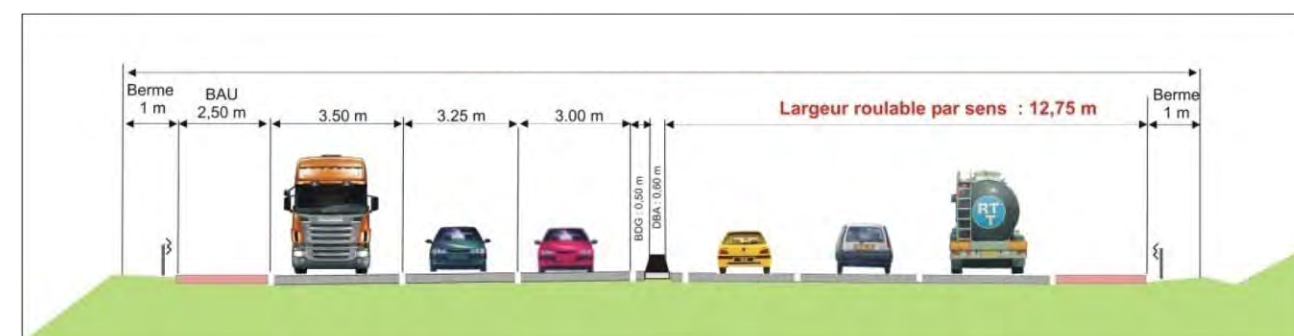 Berme
1 m
BAU
2,50 m
3.50 m
3.25 m
3.00 m
BDG : 0,50 m
DBA : 0,60 m
Largeur roulable par sens : 12,75 m
Berme
1 m
RT
T